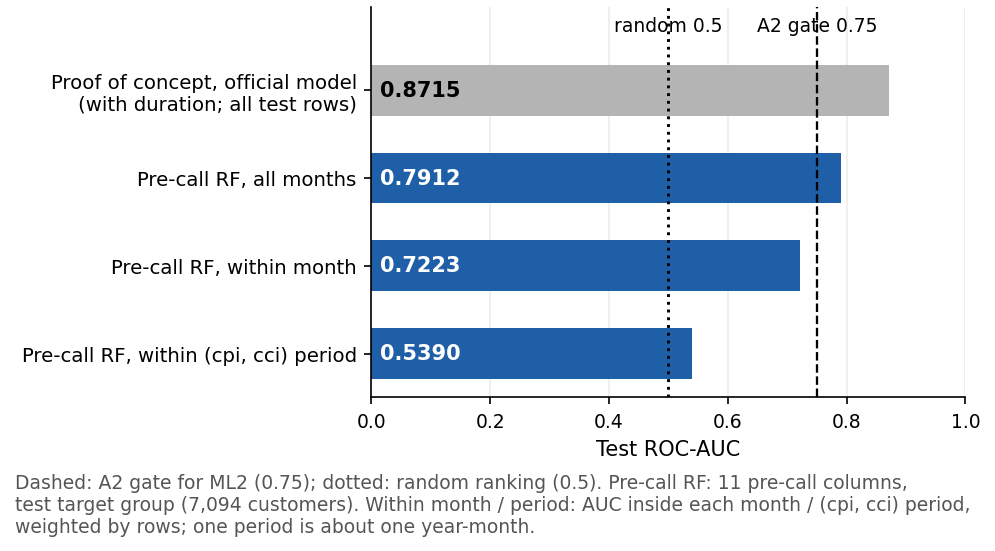 random 0.5 A2 gate 0.75
Proof of concept, official model
(with duration; all test rows)
0.8715
Pre-call RF, all months
0.7912
Pre-call RF, within month
0.7223
Pre-call RF, within (cpi, cci) period
0.5390
0.0 0.2 0.4 0.6 0.8 1.0
Test ROC-AUC
Dashed: A2 gate for ML2 (0.75); dotted: random ranking (0.5). Pre-call RF: 11 pre-call columns,
test target group (7,094 customers). Within month / period: AUC inside each month / (cpi, cci) period,
weighted by rows; one period is about one year-month.